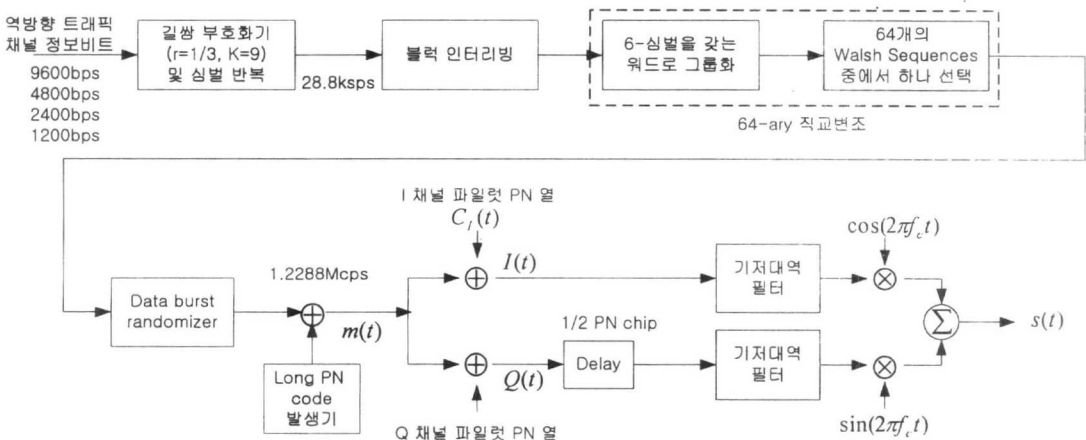 역방향 트래픽
채널 정보비트
9600bps
4800bps
2400bps
1200bps
길쌈 부호화기
(r=1/3, K=9)
및 심벌 반복
28.8ksps
블럭 인터리빙
6-심벌을 갖는
워드로 그룹화
64개의
Walsh Sequences
중에서 하나 선택
64-ary 직교변조
I 채널 파일럿 PN 열
C_I(t)
cos(2πf_c t)
1.2288Mcps
I(t)
기저대역
필터
Data burst
randomizer
m(t)
1/2 PN chip
Σ
s(t)
Long PN
code
발생기
Q(t)
Delay
기저대역
필터
Q 채널 파일럿 PN 열
sin(2πf_c t)